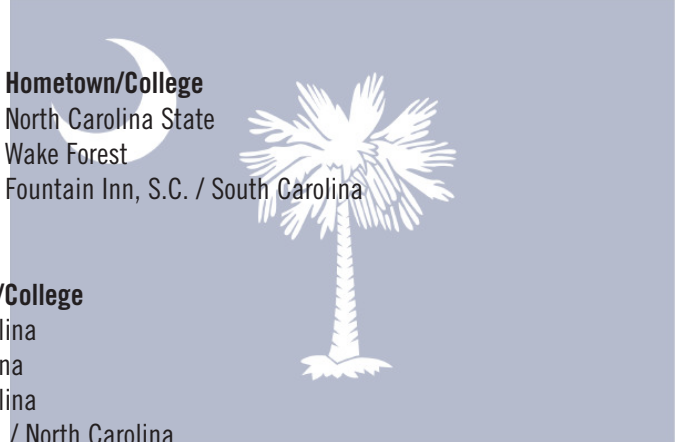 Hometown/College
North Carolina State
Wake Forest
Fountain Inn, S.C. / South Carolina
/College
lina
na
lina
/ North Carolina